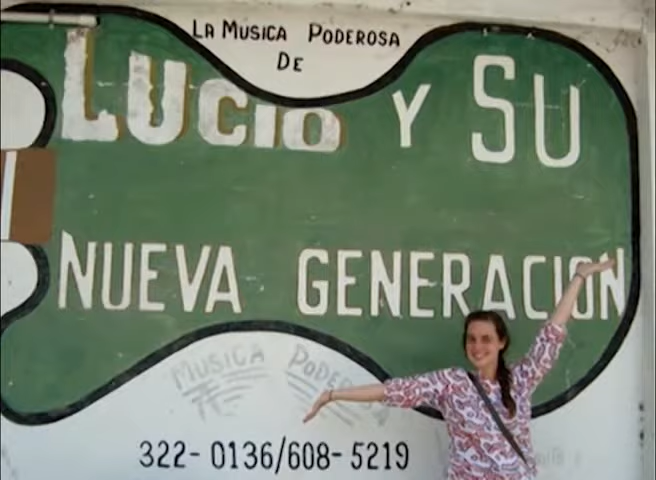 LA MUSICA PODEROSA
DE
LUCIO Y SU
NUEVA GENERACION
MUSICA PODEROSA
322-0136/608-5219